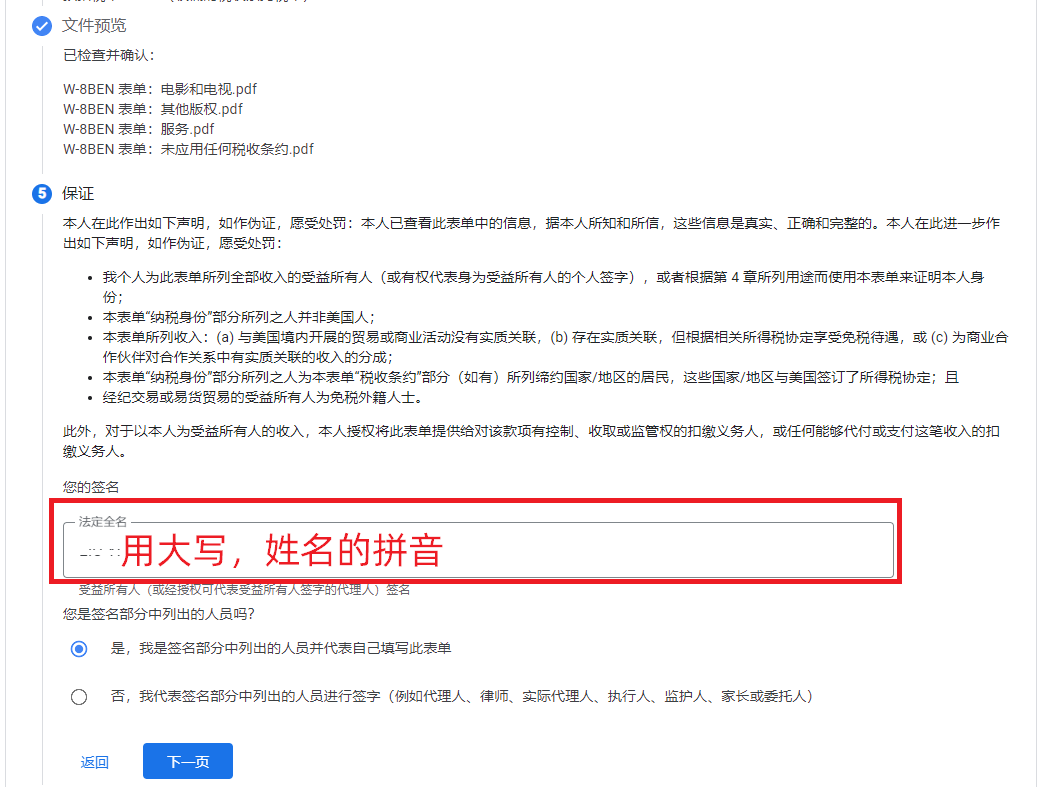 文件预览
已检查并确认：
W-8BEN 表单：电影和电视.pdf
W-8BEN 表单：其他版权.pdf
W-8BEN 表单：服务.pdf
W-8BEN 表单：未应用任何税收条约.pdf
5 保证
本人在此作出如下声明，如作伪证，愿受处罚：本人已查看此表单中的信息，据本人所知和所信，这些信息是真实、正确和完整的。本人在此进一步作
出如下声明，如作伪证，愿受处罚：
• 我个人为此表单所列全部收入的受益所有人（或有权代表身为受益所有人的个人签字），或者根据第 4 章所列用途而使用本表单来证明本人身
份；
• 本表单“纳税身份”部分所列之人并非美国人；
• 本表单所列收入：(a) 与美国境内开展的贸易或商业活动没有实质关联，(b) 存在实质关联，但根据相关所得税协定享受免税待遇，或 (c) 为商业合
作伙伴对合作关系中有实质关联的收入的分成；
• 本表单“纳税身份”部分所列之人为本表单“税收条约”部分（如有）所列缔约国家/地区的居民，这些国家/地区与美国签订了所得税协定；且
• 经纪交易或易货贸易的受益所有人为免税外籍人士。
此外，对于以本人为受益所有人的收入，本人授权将此表单提供给对该款项有控制、收取或监管权的扣缴义务人，或任何能够代付或支付这笔收入的扣
缴义务人。
您的签名
法定全名
用大写，姓名的拼音
受益所有人（或经授权可代表受益所有人签字的代理人）签名
您是签名部分中列出的人员吗？
是，我是签名部分中列出的人员并代表自己填写此表单
否，我代表签名部分中列出的人员进行签字（例如代理人、律师、实际代理人、执行人、监护人、家长或委托人）
返回 下一页